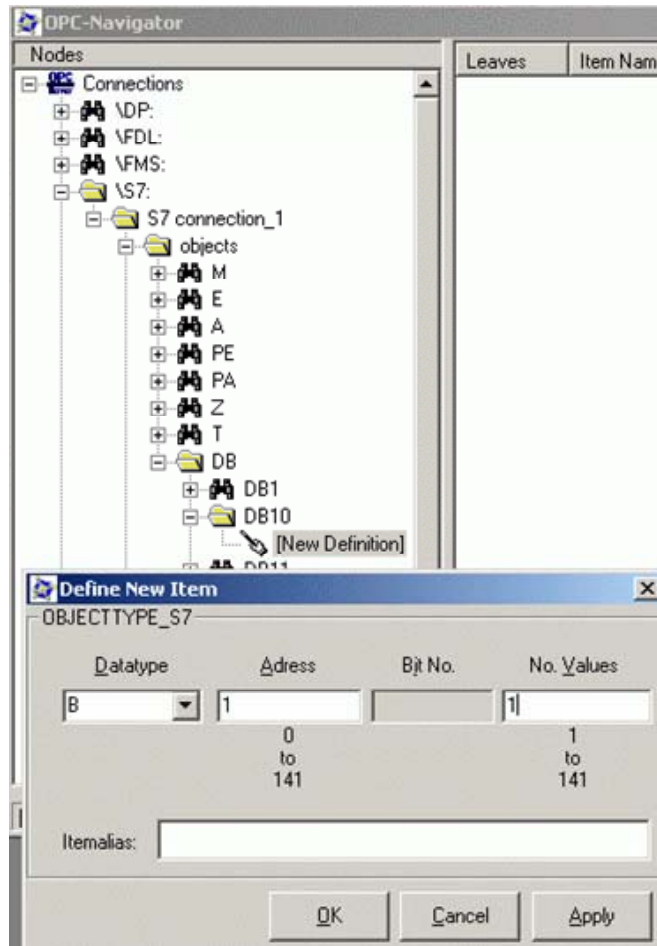 OPC-Navigator
Nodes
Leaves
Item Nam
OPC
Connections
\DP:
\FDL:
\FMS:
\S7:
S7 connection_1
objects
M
E
A
PE
PA
Z
T
DB
DB1
DB10
[New Definition]
DB11
Define New Item
OBJECTTYPE_S7
Datatype Adress Bit No. No. Values
B 1 1
0 1
to to
141 141
Itemalias:
OK Cancel Apply